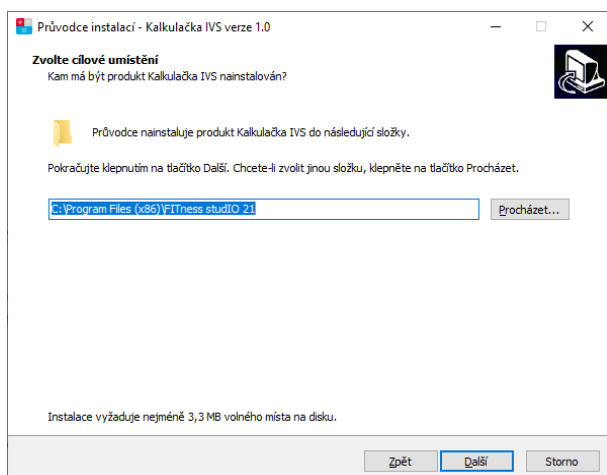 Průvodce instalací - Kalkulačka IVS verze 1.0
Zvolte cílové umístění
Kam má být produkt Kalkulačka IVS nainstalován?
Průvodce nainstaluje produkt Kalkulačka IVS do následující složky.
Pokračujte klepnutím na tlačítko Další. Chcete-li zvolit jinou složku, klepněte na tlačítko Procházet.
C:\Program Files (x86)\FITness studIO 21
Procházet...
Instalace vyžaduje nejméně 3,3 MB volného místa na disku.
Zpět
Další
Storno